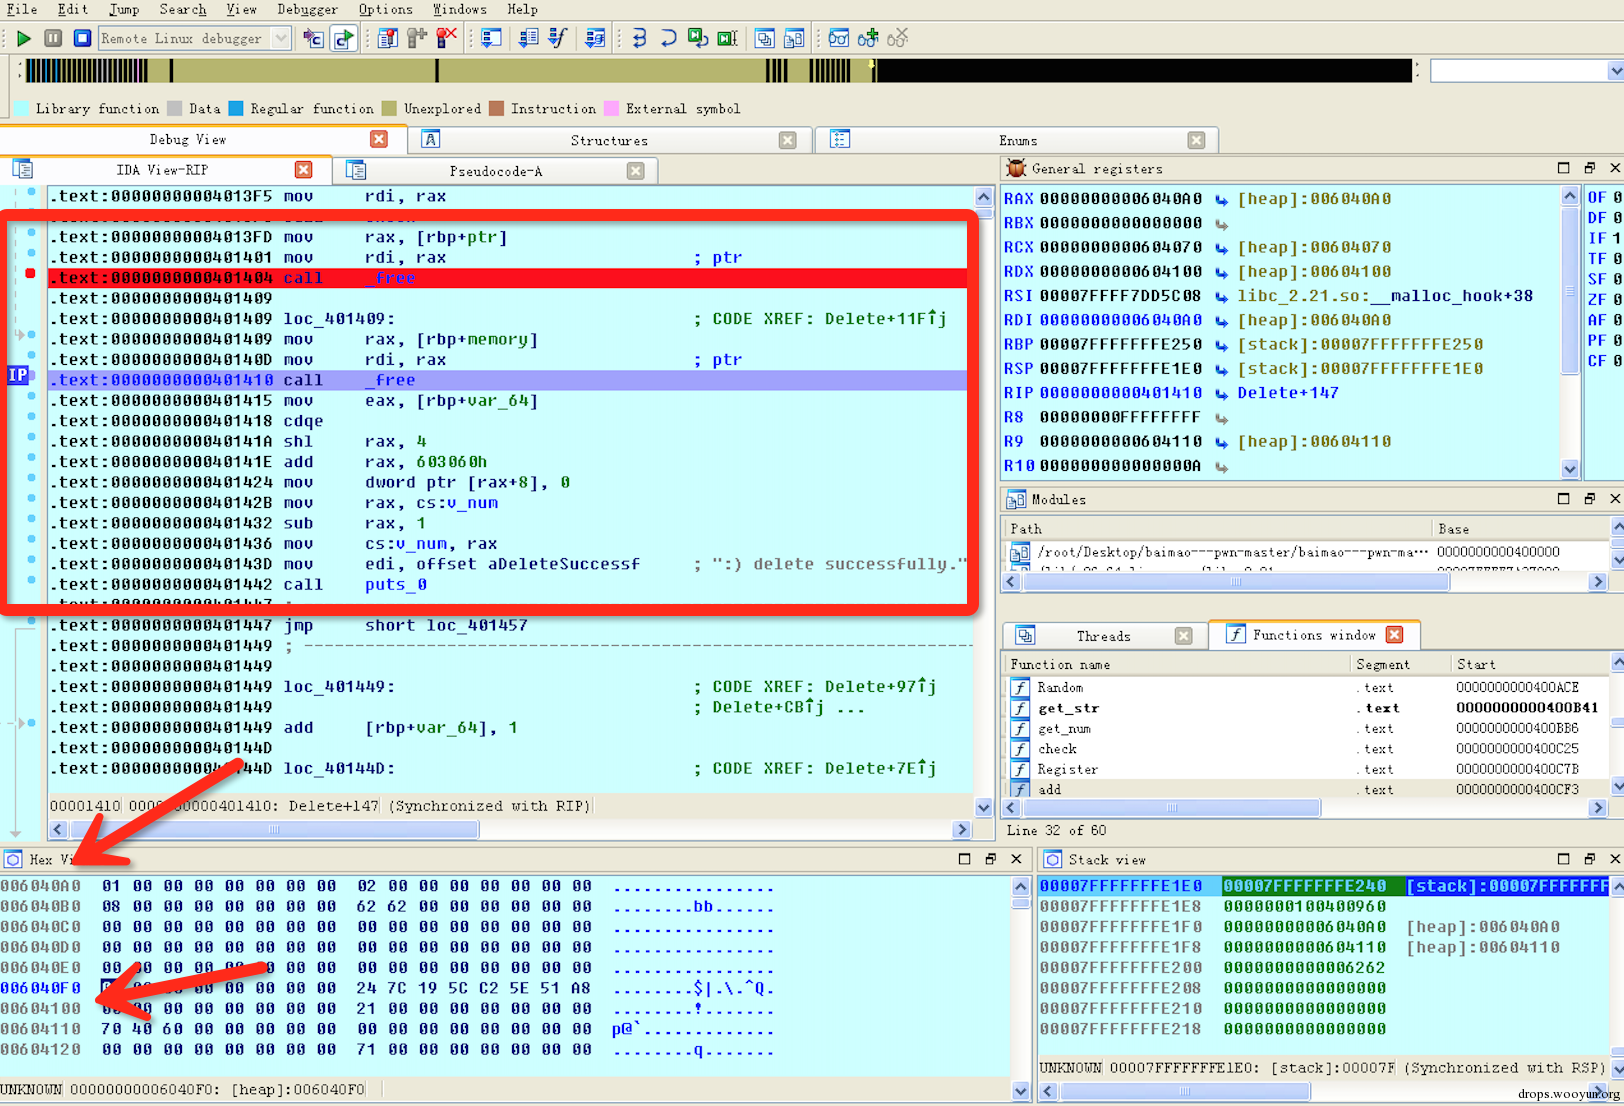 File Edit Jump Search View Debugger Options Windows Help
Remote Linux debugger
Library function Data Regular function Unexplored Instruction External symbol
Debug View Structures Enums
IDA View-RIP Pseudocode-A
.text:00000000004013F5 mov rdi, rax
.text:00000000004013FD mov rax, [rbp+ptr]
.text:0000000000401401 mov rdi, rax ; ptr
.text:0000000000401404 call _free
.text:0000000000401409
.text:0000000000401409 loc_401409: ; CODE XREF: Delete+11F↑j
.text:0000000000401409 mov rax, [rbp+memory]
.text:000000000040140D mov rdi, rax ; ptr
IP
.text:0000000000401410 call _free
.text:0000000000401415 mov eax, [rbp+var_64]
.text:0000000000401418 cdqe
.text:000000000040141A shl rax, 4
.text:000000000040141E add rax, 603060h
.text:0000000000401424 mov dword ptr [rax+8], 0
.text:000000000040142B mov rax, cs:v_num
.text:0000000000401432 sub rax, 1
.text:0000000000401436 mov cs:v_num, rax
.text:000000000040143D mov edi, offset aDeleteSuccessf ; ":) delete successfully."
.text:0000000000401442 call puts_0
.text:0000000000401447 jmp short loc_401457
.text:0000000000401449 ; ---------------------------------------------------------------------------
.text:0000000000401449
.text:0000000000401449 loc_401449: ; CODE XREF: Delete+97↑j
.text:0000000000401449 ; Delete+CB↑j ...
.text:0000000000401449 add [rbp+var_64], 1
.text:000000000040144D
.text:000000000040144D loc_40144D: ; CODE XREF: Delete+7E↑j
00001410 0000000000401410: Delete+147 (Synchronized with RIP)
General registers
RAX 00000000006040A0 [heap]:006040A0
RBX 0000000000000000
RCX 0000000000604070 [heap]:00604070
RDX 0000000000604100 [heap]:00604100
RSI 00007FFFF7DD5C08 libc_2.21.so:__malloc_hook+38
RDI 00000000006040A0 [heap]:006040A0
RBP 00007FFFFFFFE250 [stack]:00007FFFFFFFE250
RSP 00007FFFFFFFE1E0 [stack]:00007FFFFFFFE1E0
RIP 0000000000401410 Delete+147
R8 00000000FFFFFFFF
R9 0000000000604110 [heap]:00604110
R10 000000000000000A
OF 0
DF 0
IF 1
TF 0
SF 0
ZF 0
AF 0
PF 0
CF 0
Modules
Path Base
/root/Desktop/baimao---pwn-master/baimao---pwn-ma··· 0000000000400000
Threads Functions window
Function name Segment Start
Random .text 0000000000400ACE
get_str .text 0000000000400B41
get_num .text 0000000000400BB6
check .text 0000000000400C25
Register .text 0000000000400C7B
add .text 0000000000400CF3
Line 32 of 60
Hex
006040A0 01 00 00 00 00 00 00 00 02 00 00 00 00 00 00 00 ................
006040B0 08 00 00 00 00 00 00 00 62 62 00 00 00 00 00 00 ........bb......
006040C0 00 00 00 00 00 00 00 00 00 00 00 00 00 00 00 00 ................
006040D0 00 00 00 00 00 00 00 00 00 00 00 00 00 00 00 00 ................
006040E0 00 00 00 00 00 00 00 00 00 00 00 00 00 00 00 00 ................
006040F0 00 00 00 00 24 7C 19 5C C2 5E 51 A8 ........$|.\.^Q.
00604100 00 00 00 00 00 00 00 00 21 00 00 00 00 00 00 00 ........!.......
00604110 70 40 60 00 00 00 00 00 00 00 00 00 00 00 00 00 p@`.............
00604120 00 00 00 00 00 00 00 00 71 00 00 00 00 00 00 00 ........q.......
UNKNOWN 00000000006040F0: [heap]:006040F0
Stack view
00007FFFFFFFE1E0 00007FFFFFFFE240 [stack]:00007FFFFFFF
00007FFFFFFFE1E8 0000000100400960
00007FFFFFFFE1F0 00000000006040A0 [heap]:006040A0
00007FFFFFFFE1F8 0000000000604110 [heap]:00604110
00007FFFFFFFE200 0000000000006262
00007FFFFFFFE208 0000000000000000
00007FFFFFFFE210 0000000000000000
00007FFFFFFFE218 0000000000000000
UNKNOWN 00007FFFFFFFE1E0: [stack]:00007F (Synchronized with RSP)
drops.wooyun.org